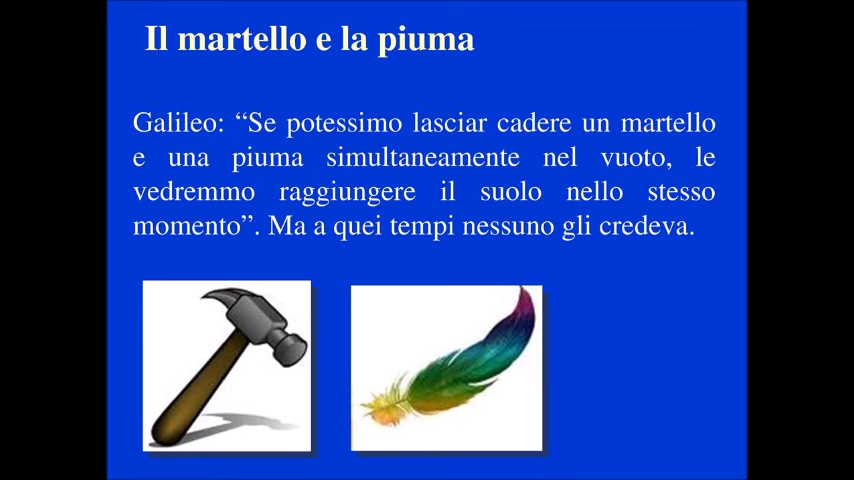 Il martello e la piuma
Galileo: “Se potessimo lasciar cadere un martello
e una piuma simultaneamente nel vuoto, le
vedremmo raggiungere il suolo nello stesso
momento”. Ma a quei tempi nessuno gli credeva.